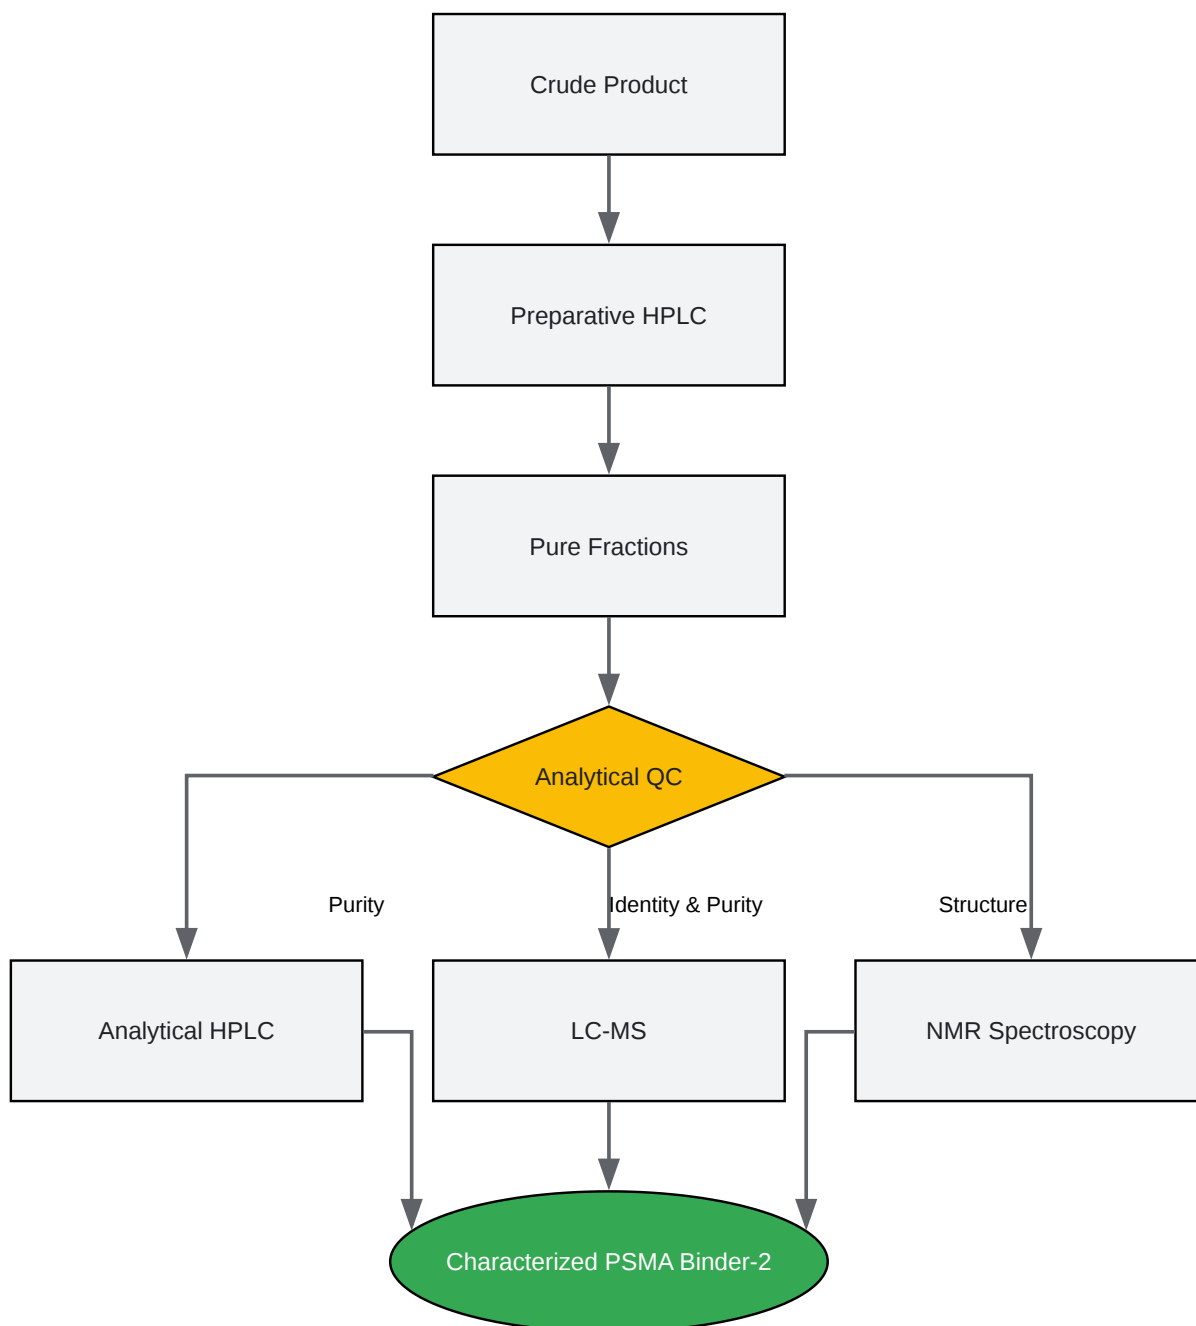 Crude Product
Preparative HPLC
Pure Fractions
Analytical QC
Purity
Identity & Purity
Structure
Analytical HPLC
LC-MS
NMR Spectroscopy
Characterized PSMA Binder-2